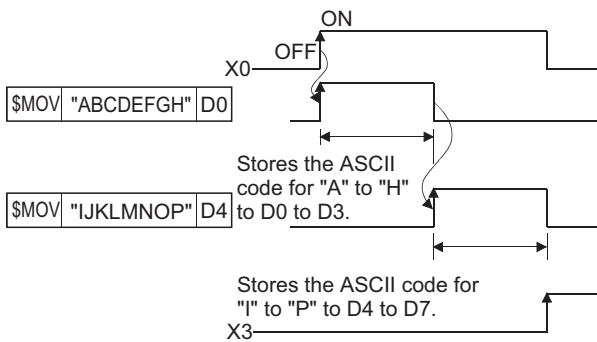 ON
OFF
X0
$MOV "ABCDEFGH" D0
Stores the ASCII
code for "A" to "H"
to D0 to D3.
$MOV "IJKLMNOP" D4
Stores the ASCII code for
"I" to "P" to D4 to D7.
X3